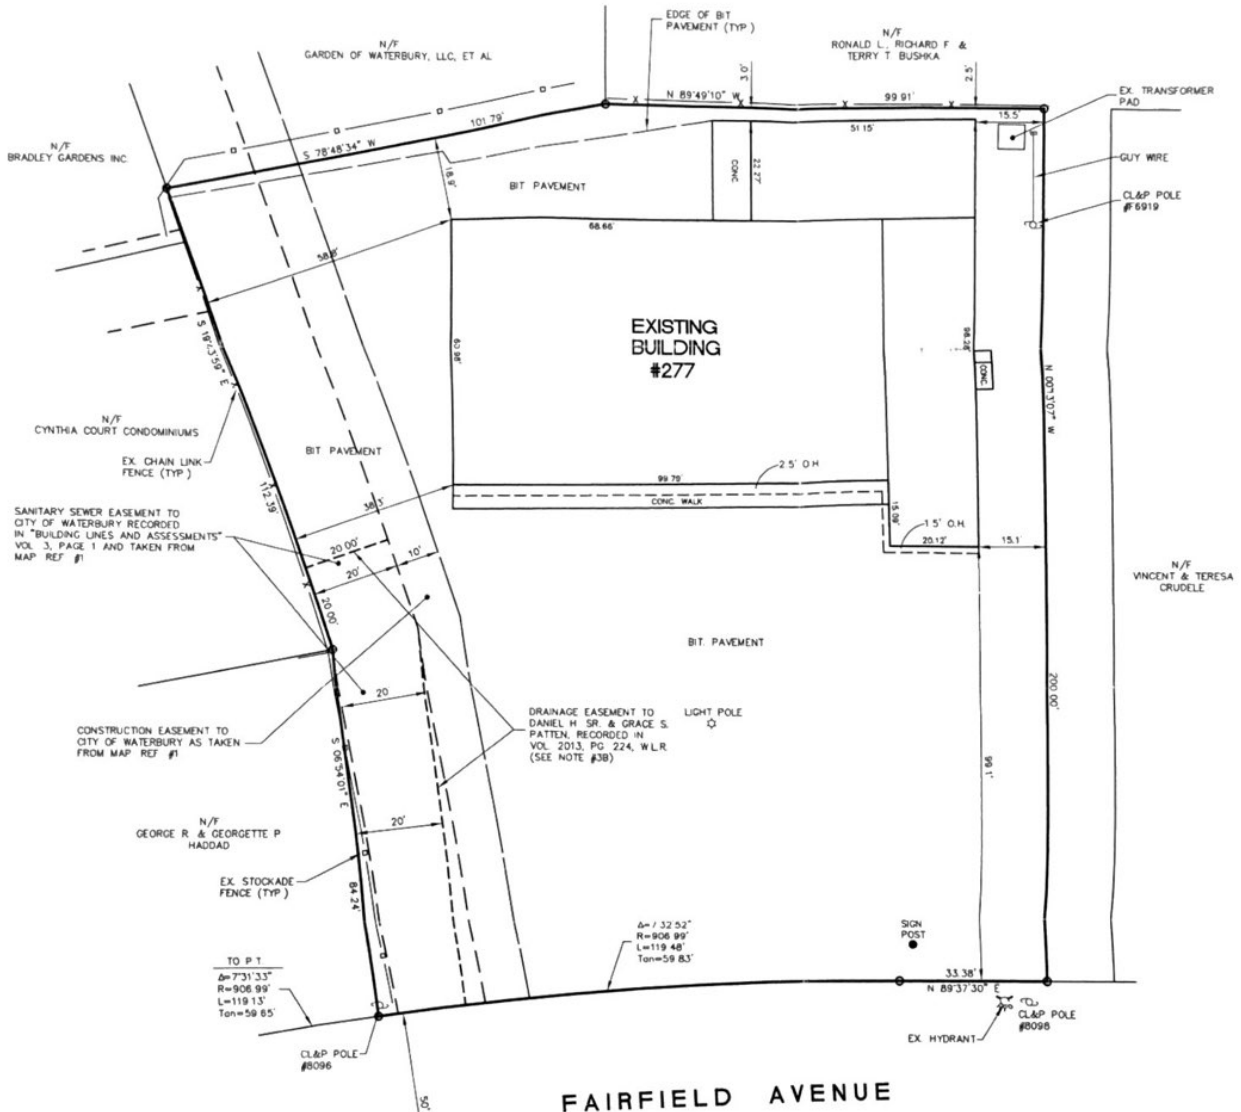 EDGE OF BIT
PAVEMENT (TYP)
N/F
GARDEN OF WATERBURY, LLC, ET AL
N/F
RONALD L, RICHARD F &
TERRY T BUSHKA
3.0'
2.5'
N 89°49'10" W
99 91'
EX. TRANSFORMER
PAD
15.5'
101.79'
S 78°48'34" W
51 15'
N/F
BRADLEY GARDENS INC.
CONC
22 27'
GUY WIRE
18.9'
BIT PAVEMENT
CL&P POLE
#F6919
68.66'
EXISTING
BUILDING
#277
60 98'
98.28'
CONC.
N/F
CYNTHIA COURT CONDOMINIUMS
EX. CHAIN LINK
FENCE (TYP)
BIT PAVEMENT
112.39'
2.5' O H
99 79'
CONC. WALK
38.3'
15.09'
1 5' O.H.
20.12'
15.1
SANITARY SEWER EASEMENT TO
CITY OF WATERBURY RECORDED
IN "BUILDING LINES AND ASSESSMENTS"
VOL 3, PAGE 1 AND TAKEN FROM
MAP REF #1
20 00'
20'
10'
20 00'
N/F
VINCENT & TERESA
CRUDELE
BIT. PAVEMENT
20
200.00'
DRAINAGE EASEMENT TO
DANIEL H SR. & GRACE S.
PATTEN, RECORDED IN
VOL 2013, PG 224, W.L.R.
(SEE NOTE #3B)
LIGHT POLE
CONSTRUCTION EASEMENT TO
CITY OF WATERBURY AS TAKEN
FROM MAP REF #1
S 06°54'01" E
99.1'
N/F
GEORGE R. & GEORGETTE P
HADDAD
20'
EX. STOCKADE
FENCE (TYP)
84.24'
R=906 99'
L=119 48'
Tan=59 83'
SIGN
POST
TO P T
Δ=7°31'33"
R=906.99'
L=119 13'
Tan=59 65'
33.38'
N 89°37'30" E
CL&P POLE
#8098
EX. HYDRANT
CL&P POLE
#8096
50'
FAIRFIELD AVENUE